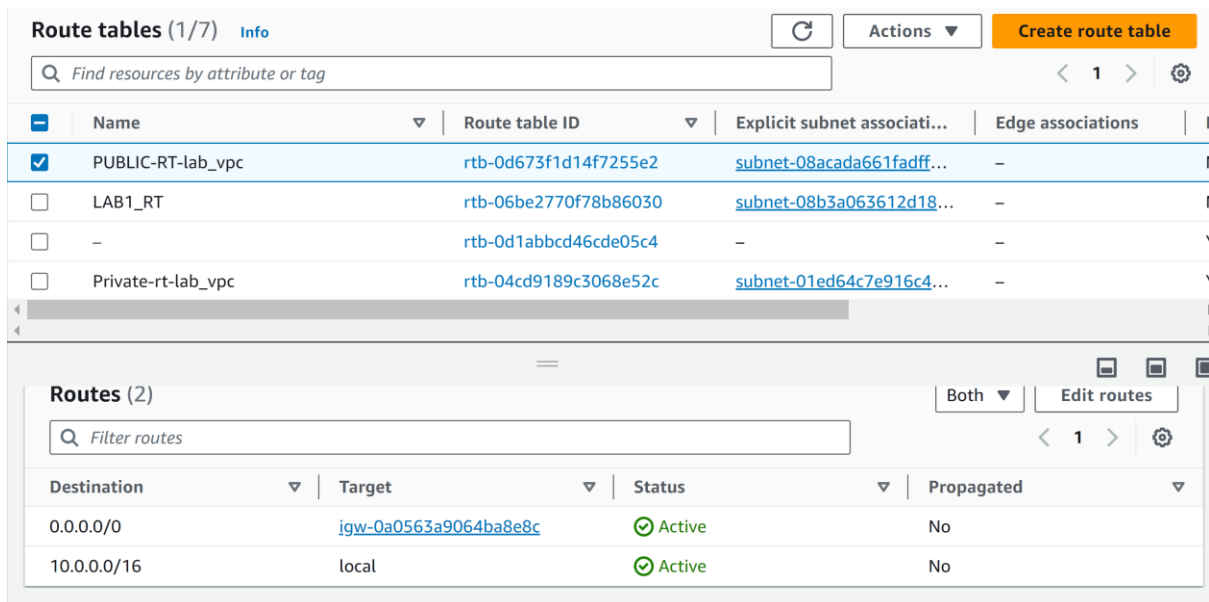 Route tables (1/7) Info Actions Create route table
Find resources by attribute or tag 1
Name Route table ID Explicit subnet associati... Edge associations
PUBLIC-RT-lab_vpc rtb-0d673f1d14f7255e2 subnet-08acada661fadff... –
LAB1_RT rtb-06be2770f78b86030 subnet-08b3a063612d18... –
– rtb-0d1abbcd46cde05c4 – –
Private-rt-lab_vpc rtb-04cd9189c3068e52c subnet-01ed64c7e916c4... –
Routes (2) Both Edit routes
Filter routes 1
Destination Target Status Propagated
0.0.0.0/0 igw-0a0563a9064ba8e8c Active No
10.0.0.0/16 local Active No